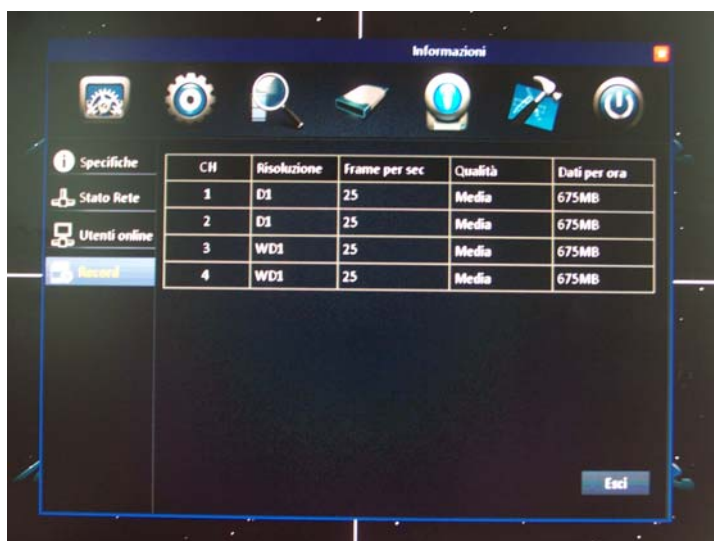 Informazioni
Specifiche
Stato Rete
Utenti online
Record
CH Risoluzione Frame per sec Qualità Dati per ora
1 D1 25 Media 675MB
2 D1 25 Media 675MB
3 WD1 25 Media 675MB
4 WD1 25 Media 675MB
Esci